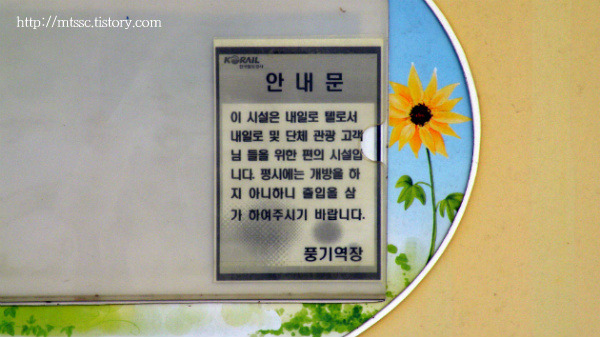 http://mtssc.tistory.com
KORAIL
안 내 문
이 시설은 내일로 텔로서
내일로 및 단체 관광 고객
님 들을 위한 편의 시설입
니다. 평시에는 개방을 하
지 아니하니 출입을 삼
가 하여주시기 바랍니다.
풍기역장